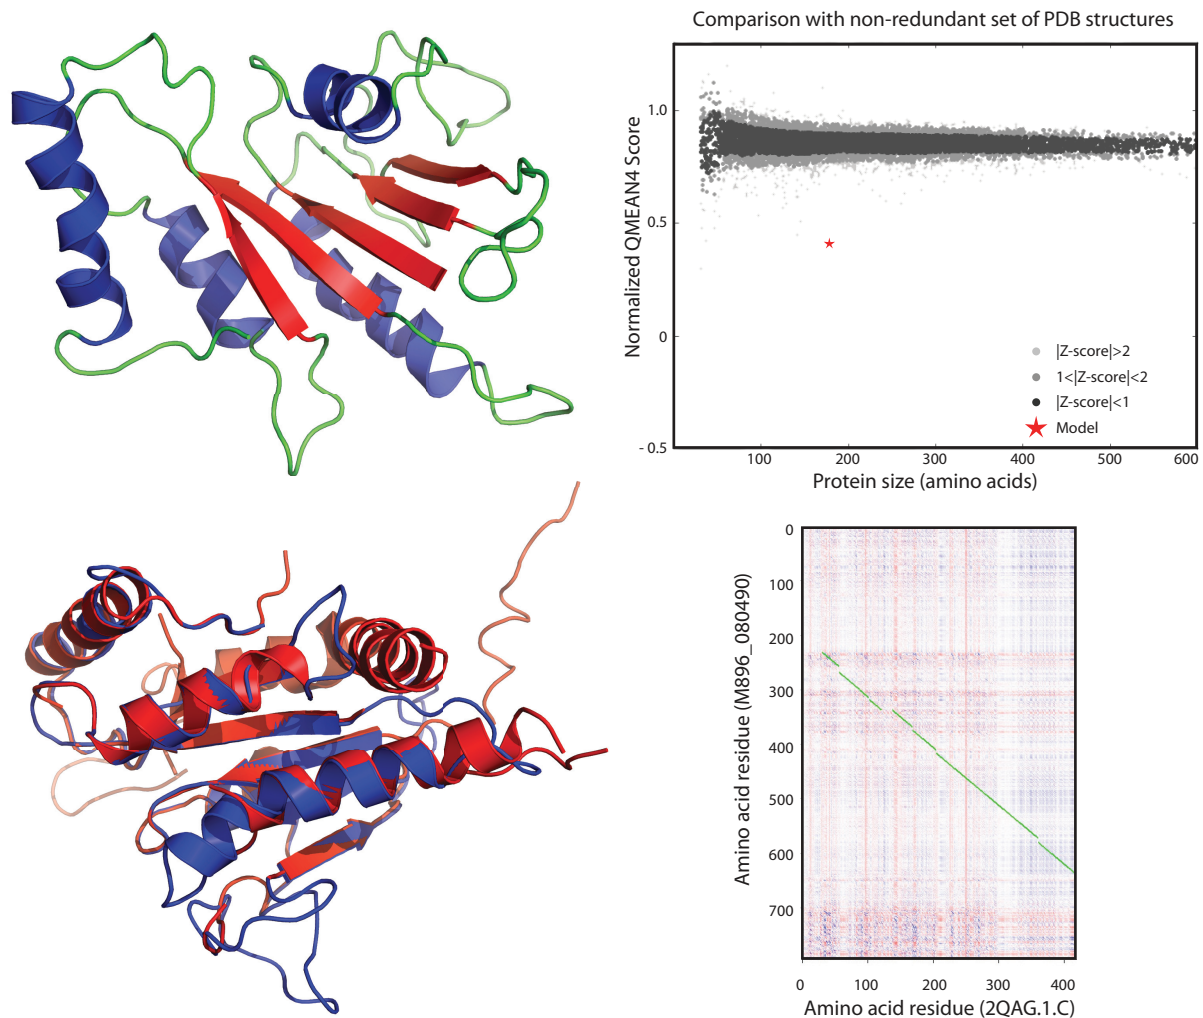 Comparison with non-redundant set of PDB structures
Normalized QMEAN4 Score
1.0
0.5
0
- 0.5
|Z-score|>2
1<|Z-score|<2
|Z-score|<1
Model
100 200 300 400 500 600
Protein size (amino acids)
Amino acid residue (M896_080490)
0
100
200
300
400
500
600
700
0 100 200 300 400
Amino acid residue (2QAG.1.C)